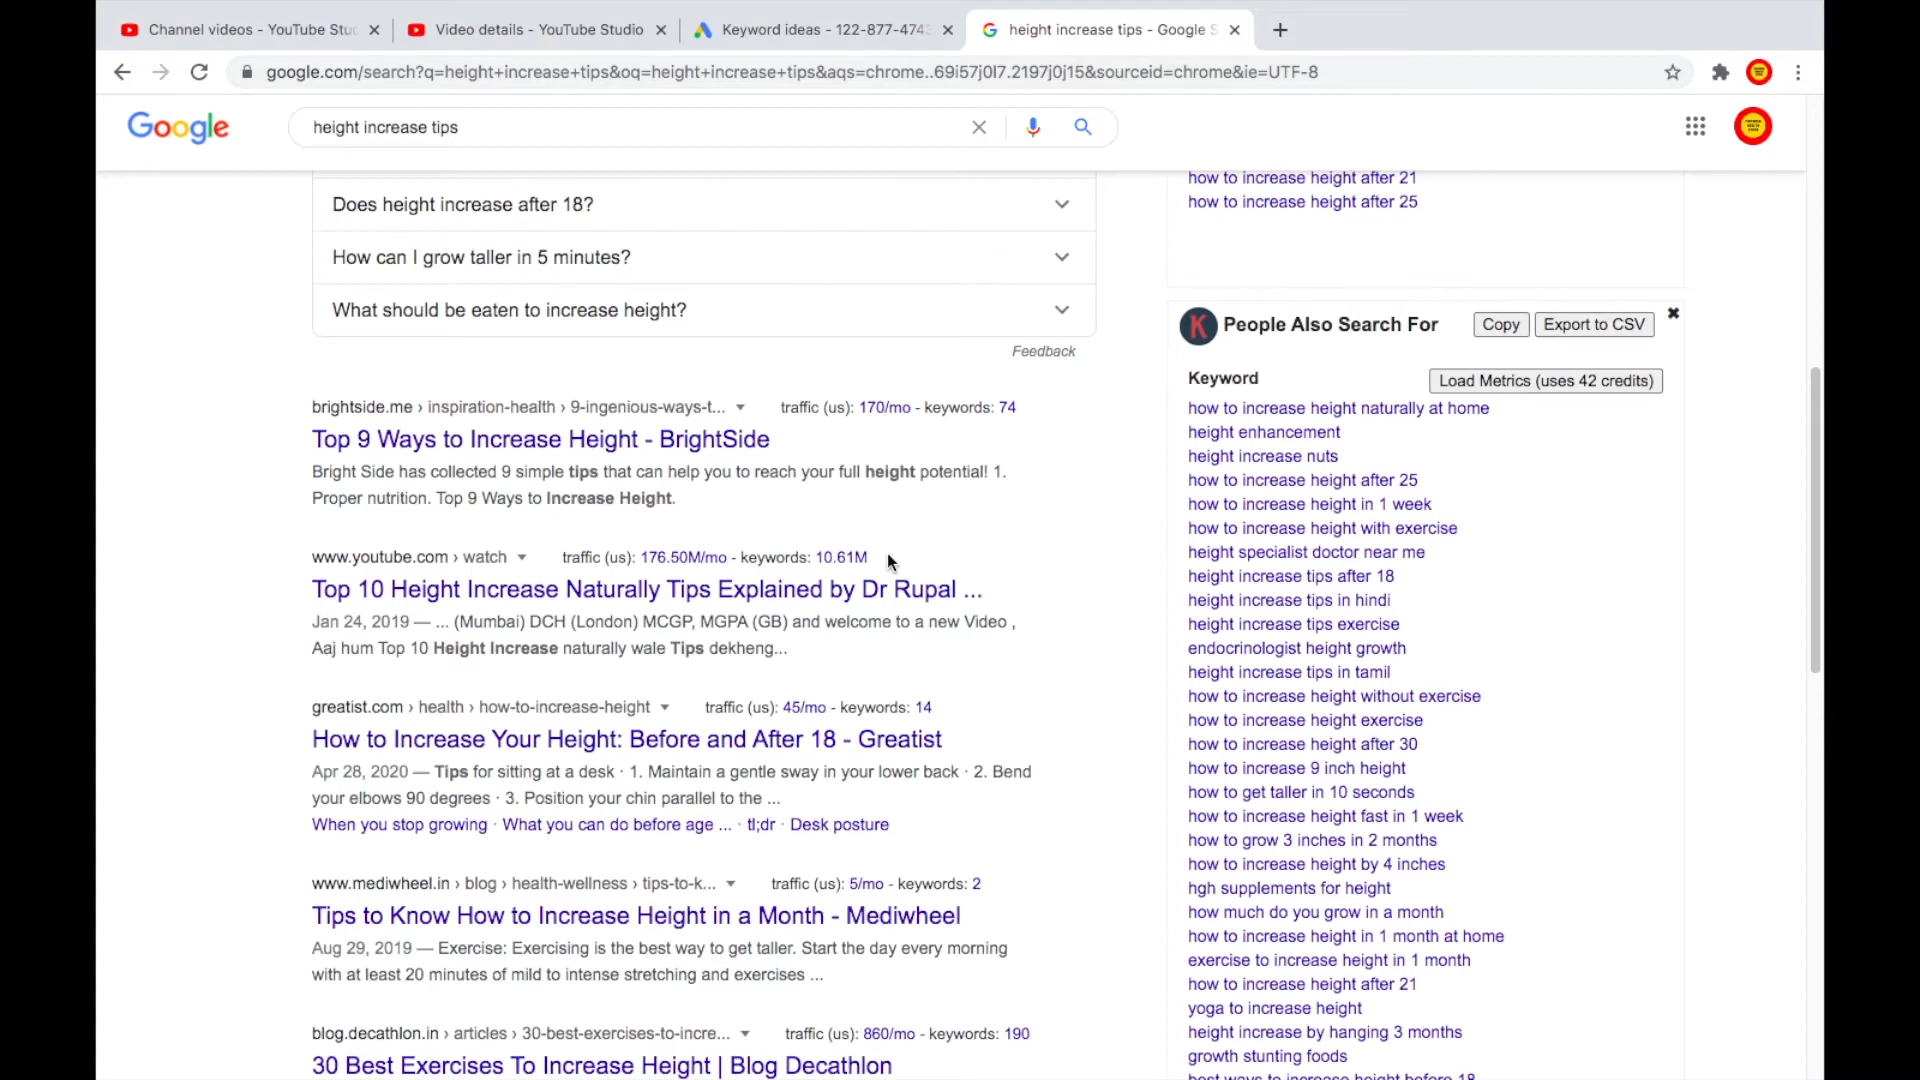 Channel videos - YouTube Stu
Video details - YouTube Studio
Keyword ideas - 122-877-474
height increase tips - Google S
google.com/search?q=height+increase+tips&oq=height+increase+tips&aqs=chrome..69i57j0l7.2197j0j15&sourceid=chrome&ie=UTF-8
Google
height increase tips
Does height increase after 18?
How can I grow taller in 5 minutes?
What should be eaten to increase height?
Feedback
brightside.me › inspiration-health › 9-ingenious-ways-t... traffic (us): 170/mo - keywords: 74
Top 9 Ways to Increase Height - BrightSide
Bright Side has collected 9 simple tips that can help you to reach your full height potential! 1.
Proper nutrition. Top 9 Ways to Increase Height.
www.youtube.com › watch traffic (us): 176.50M/mo - keywords: 10.61M
Top 10 Height Increase Naturally Tips Explained by Dr Rupal ...
Jan 24, 2019 — ... (Mumbai) DCH (London) MCGP, MGPA (GB) and welcome to a new Video ,
Aaj hum Top 10 Height Increase naturally wale Tips dekheng...
greatist.com › health › how-to-increase-height traffic (us): 45/mo - keywords: 14
How to Increase Your Height: Before and After 18 - Greatist
Apr 28, 2020 — Tips for sitting at a desk · 1. Maintain a gentle sway in your lower back · 2. Bend
your elbows 90 degrees · 3. Position your chin parallel to the ...
When you stop growing · What you can do before age ... · tl;dr · Desk posture
www.mediwheel.in › blog › health-wellness › tips-to-k... traffic (us): 5/mo - keywords: 2
Tips to Know How to Increase Height in a Month - Mediwheel
Aug 29, 2019 — Exercise: Exercising is the best way to get taller. Start the day every morning
with at least 20 minutes of mild to intense stretching and exercises ...
blog.decathlon.in › articles › 30-best-exercises-to-incre... traffic (us): 860/mo - keywords: 190
30 Best Exercises To Increase Height | Blog Decathlon
how to increase height after 21
how to increase height after 25
K People Also Search For
Copy
Export to CSV
Keyword
Load Metrics (uses 42 credits)
how to increase height naturally at home
height enhancement
height increase nuts
how to increase height after 25
how to increase height in 1 week
how to increase height with exercise
height specialist doctor near me
height increase tips after 18
height increase tips in hindi
height increase tips exercise
endocrinologist height growth
height increase tips in tamil
how to increase height without exercise
how to increase height exercise
how to increase height after 30
how to increase 9 inch height
how to get taller in 10 seconds
how to increase height fast in 1 week
how to grow 3 inches in 2 months
how to increase height by 4 inches
hgh supplements for height
how much do you grow in a month
how to increase height in 1 month at home
exercise to increase height in 1 month
how to increase height after 21
yoga to increase height
height increase by hanging 3 months
growth stunting foods
best ways to increase height before 18